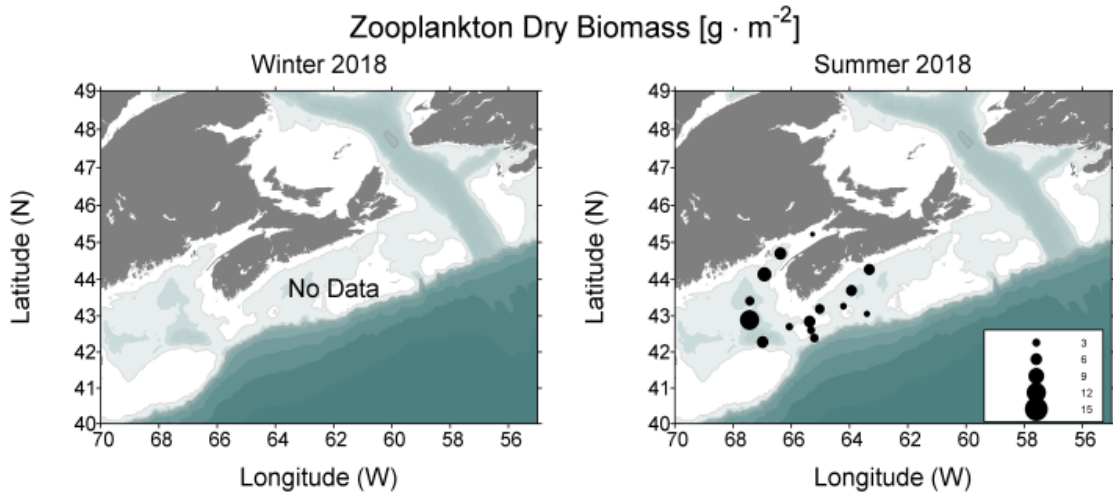 Zooplankton Dry Biomass [g · m⁻²]
Winter 2018
Summer 2018
49
48
47
46
45
44
43
42
41
40
Latitude (N)
No Data
70 68 66 64 62 60 58 56
Longitude (W)
49
48
47
46
45
44
43
42
41
40
Latitude (N)
3
6
9
12
15
70 68 66 64 62 60 58 56
Longitude (W)